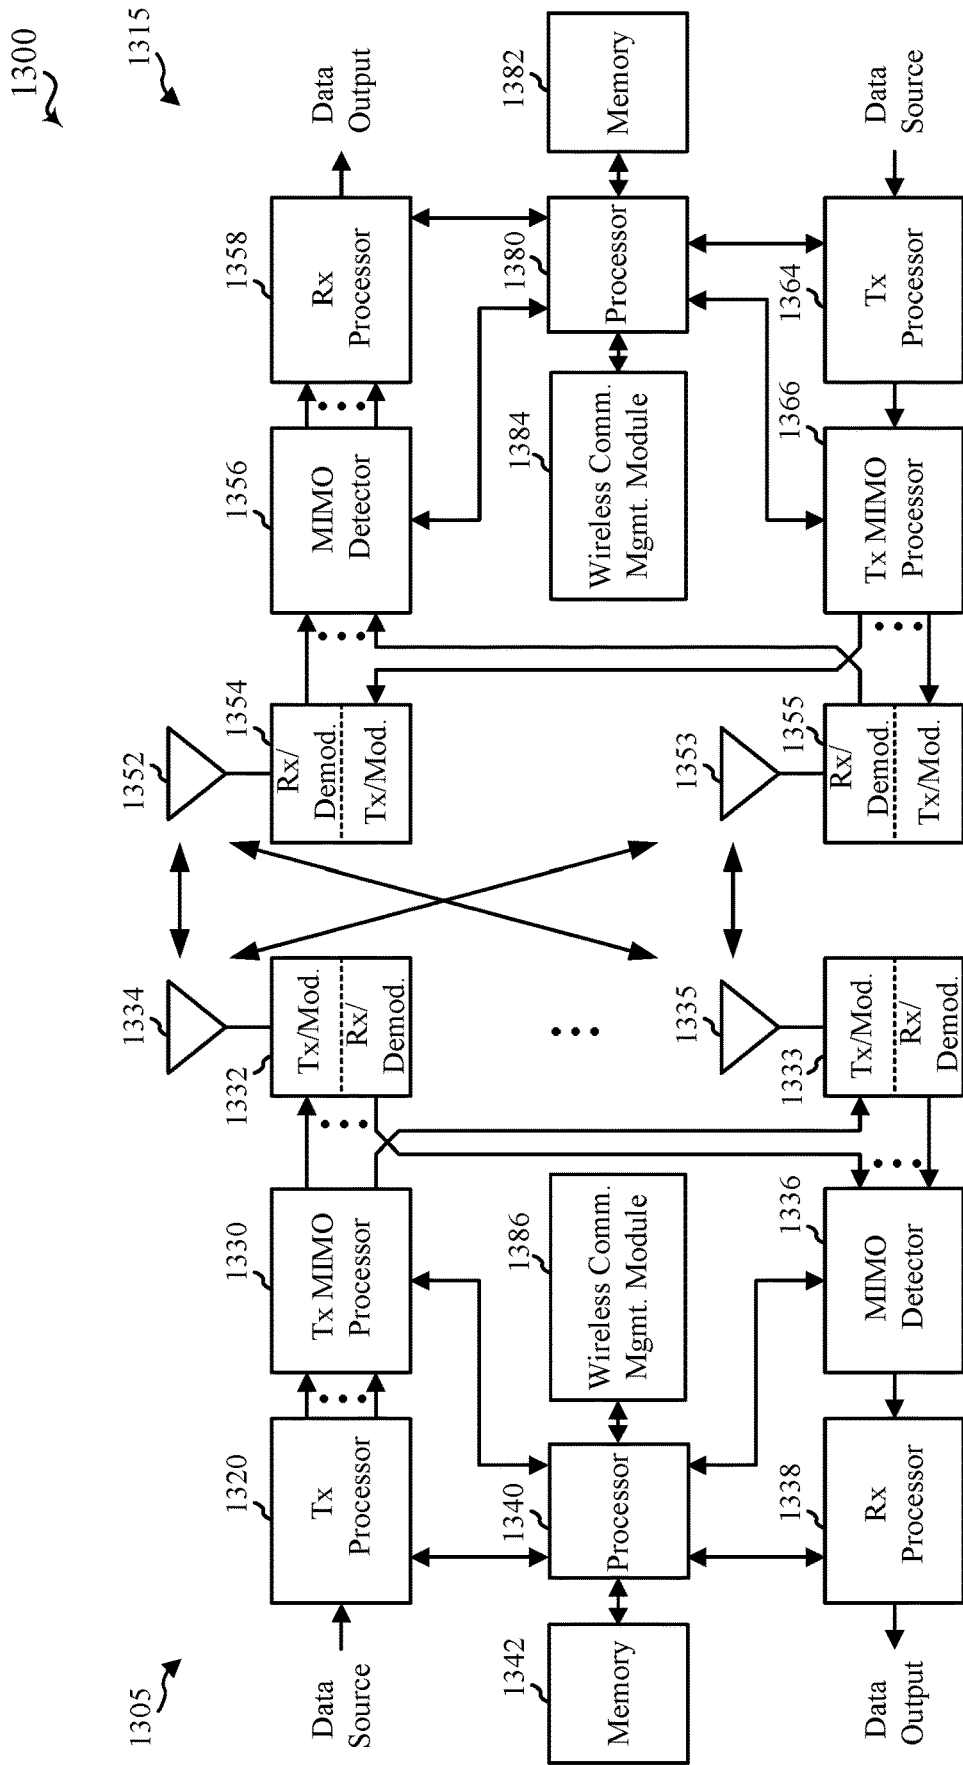 1300
1305
1315
Data
Source
1320
Tx
Processor
1330
Tx MIMO
Processor
1332
Tx/Mod.
Rx/
Demod.
1334
1352
1354
Rx/
Demod.
Tx/Mod.
1356
MIMO
Detector
1358
Rx
Processor
Data
Output
1342
Memory
1340
Processor
1386
Wireless Comm.
Mgmt. Module
1384
Wireless Comm.
Mgmt. Module
1380
Processor
1382
Memory
Data
Output
1338
Rx
Processor
1336
MIMO
Detector
1333
Tx/Mod.
Rx/
Demod.
1335
1353
1355
Rx/
Demod.
Tx/Mod.
1366
Tx MIMO
Processor
1364
Tx
Processor
Data
Source